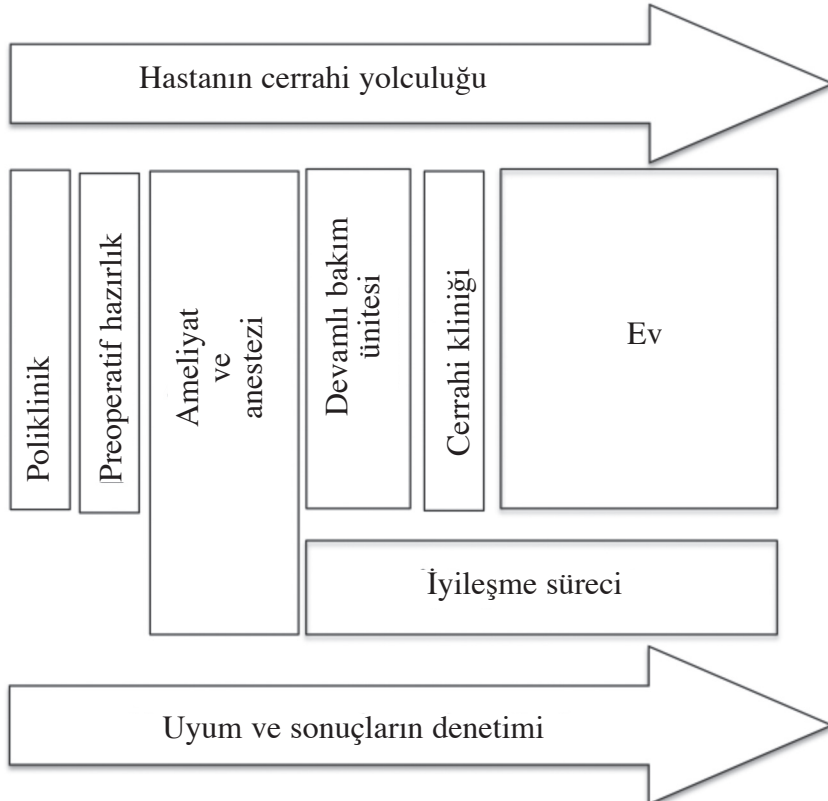 Hastanın cerrahi yolculuğu
Poliklinik
Preoperatif hazırlık
Ameliyat
ve
anestezi
Devamlı bakım
ünitesi
Cerrahi kliniği
Ev
İyileşme süreci
Uyum ve sonuçların denetimi